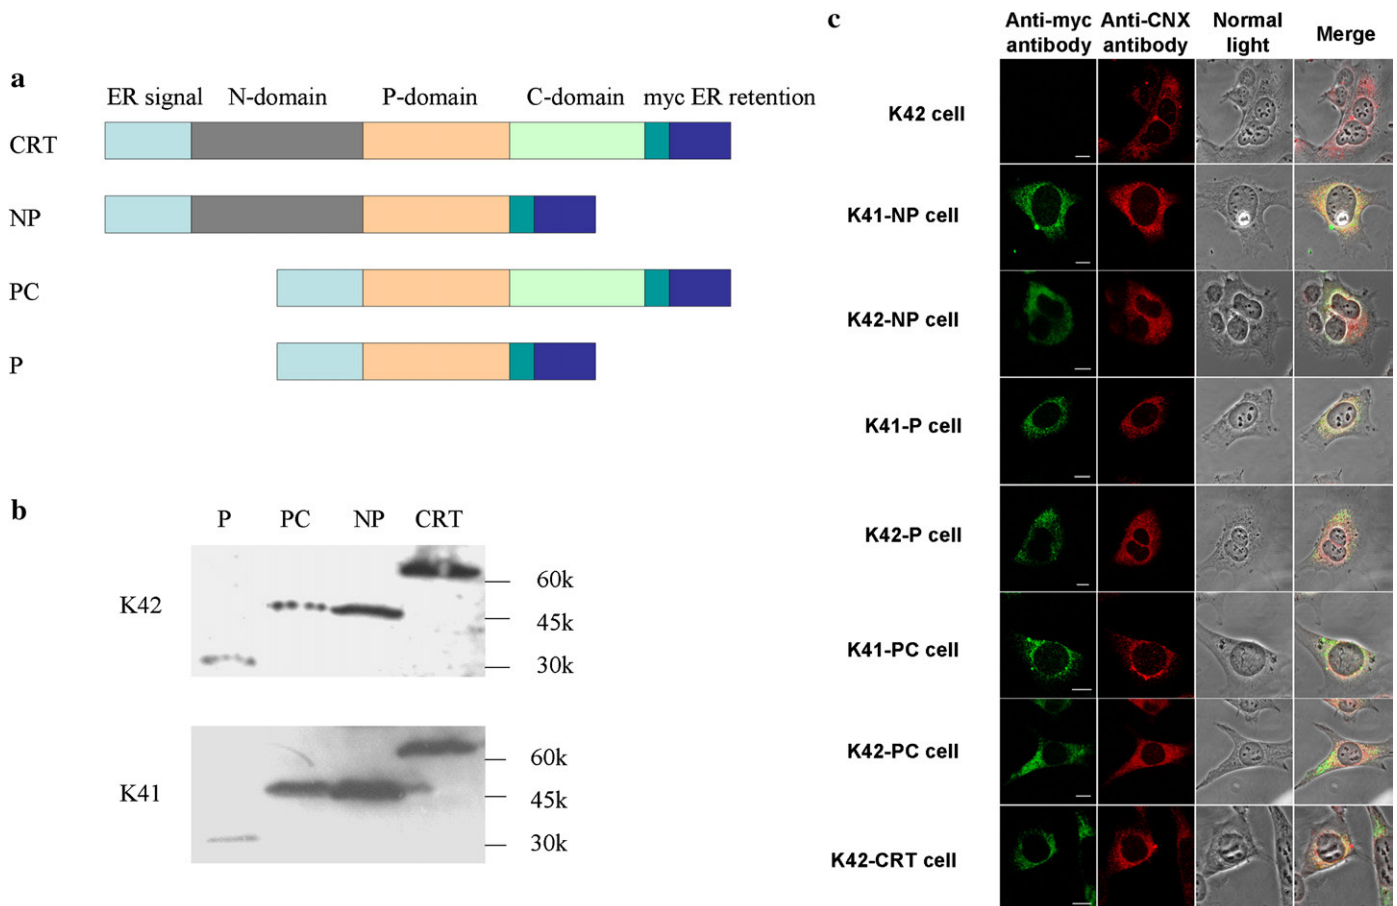 a
ER signal N-domain P-domain C-domain myc ER retention
CRT
NP
PC
P
b
P PC NP CRT
K42
60k
45k
30k
K41
60k
45k
30k
c
Anti-myc antibody Anti-CNX antibody Normal light Merge
K42 cell
K41-NP cell
K42-NP cell
K41-P cell
K42-P cell
K41-PC cell
K42-PC cell
K42-CRT cell